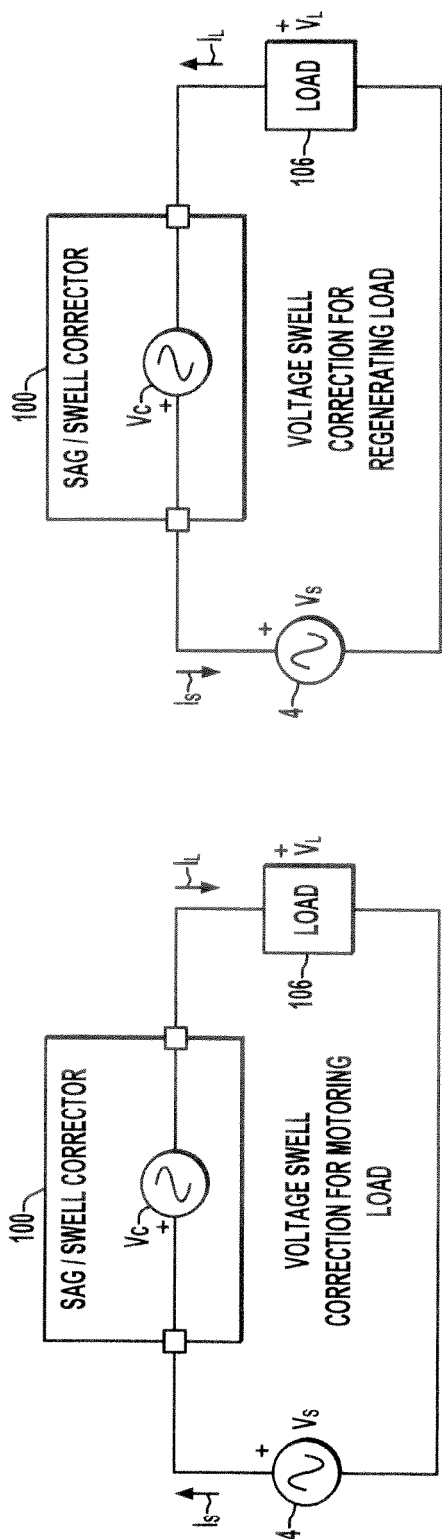 100
SAG / SWELL CORRECTOR
VC
+
IS
IL
+
VS
4
LOAD
+
VL
106
VOLTAGE SWELL
CORRECTION FOR MOTORING
LOAD
100
SAG / SWELL CORRECTOR
VC
+
IS
IL
+
VS
4
LOAD
+
VL
106
VOLTAGE SWELL
CORRECTION FOR
REGENERATING LOAD